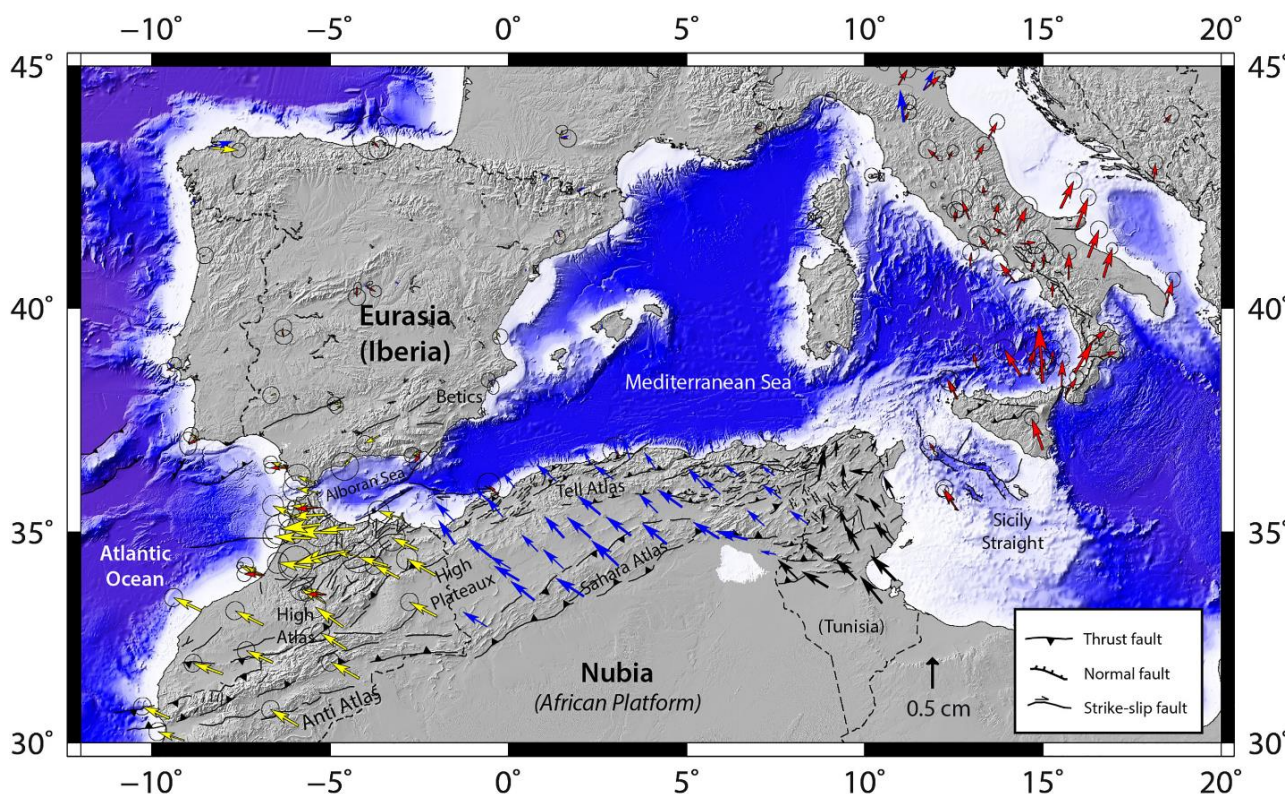 −10° −5° 0° 5° 10° 15° 20°
45° 45°
Eurasia
(Iberia)
40° 40°
Mediterranean Sea
Betics
Alboran Sea
Tell Atlas
Sicily
Straight
35° 35°
Atlantic
Ocean
High
Plateaux
Sahara Atlas
High
Atlas
(Tunisia)
Thrust fault
Nubia
(African Platform)
Normal fault
Anti Atlas
0.5 cm
Strike-slip fault
30° 30°
−10° −5° 0° 5° 10° 15° 20°